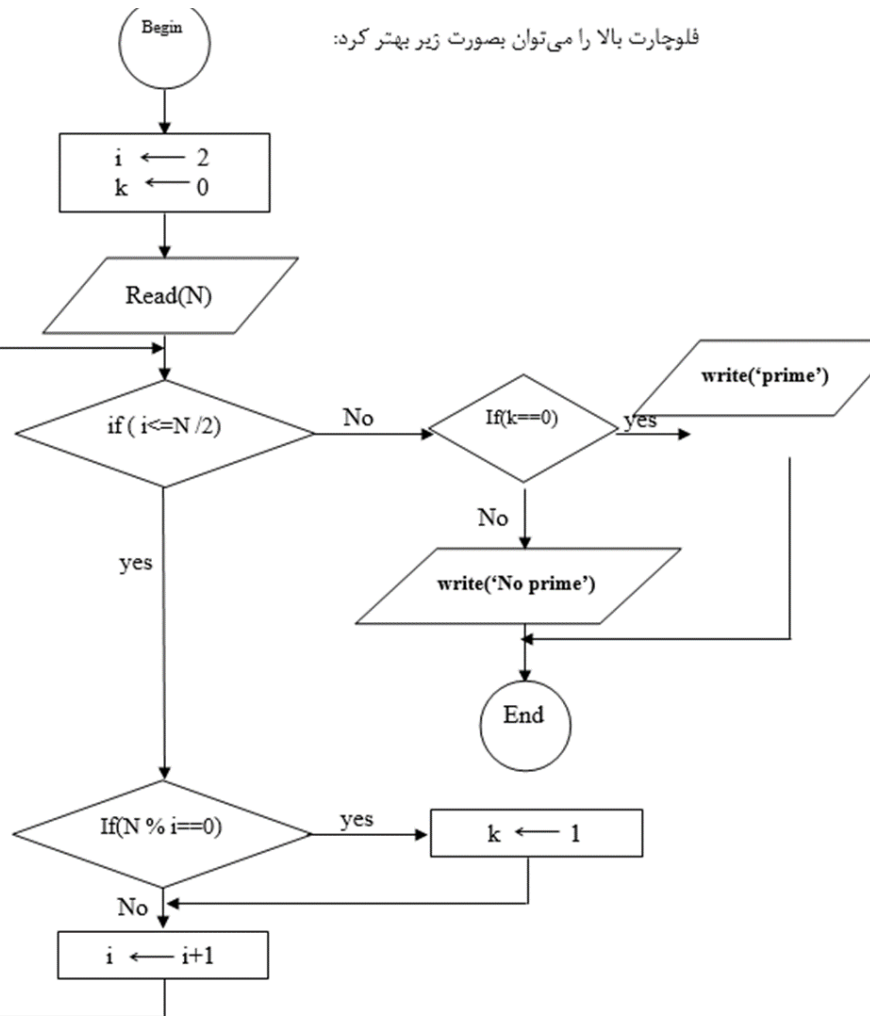 فلوچارت بالا را می‌توان بصورت زیر بهتر کرد:
Begin
i ← 2
k ← 0
Read(N)
if ( i<=N /2)
No
If(k==0)
yes
write(‘prime’)
No
write(‘No prime’)
yes
End
If(N % i==0)
yes
k ← 1
No
i ← i+1